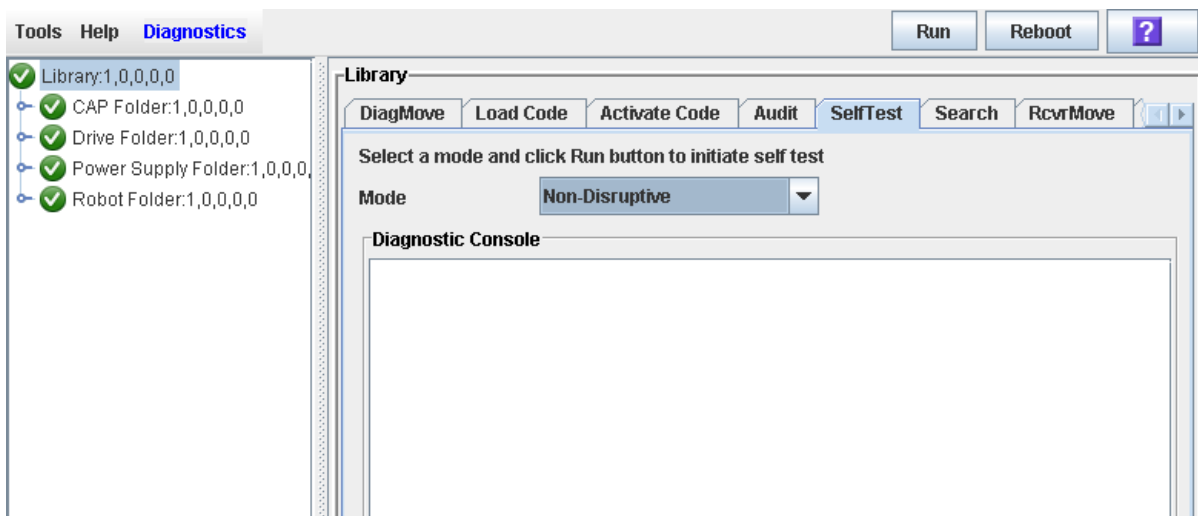 Tools Help Diagnostics Run Reboot ?
Library:1,0,0,0,0
CAP Folder:1,0,0,0,0
Drive Folder:1,0,0,0,0
Power Supply Folder:1,0,0,0,
Robot Folder:1,0,0,0,0
Library
DiagMove Load Code Activate Code Audit SelfTest Search RcvrMove
Select a mode and click Run button to initiate self test
Mode Non-Disruptive
Diagnostic Console